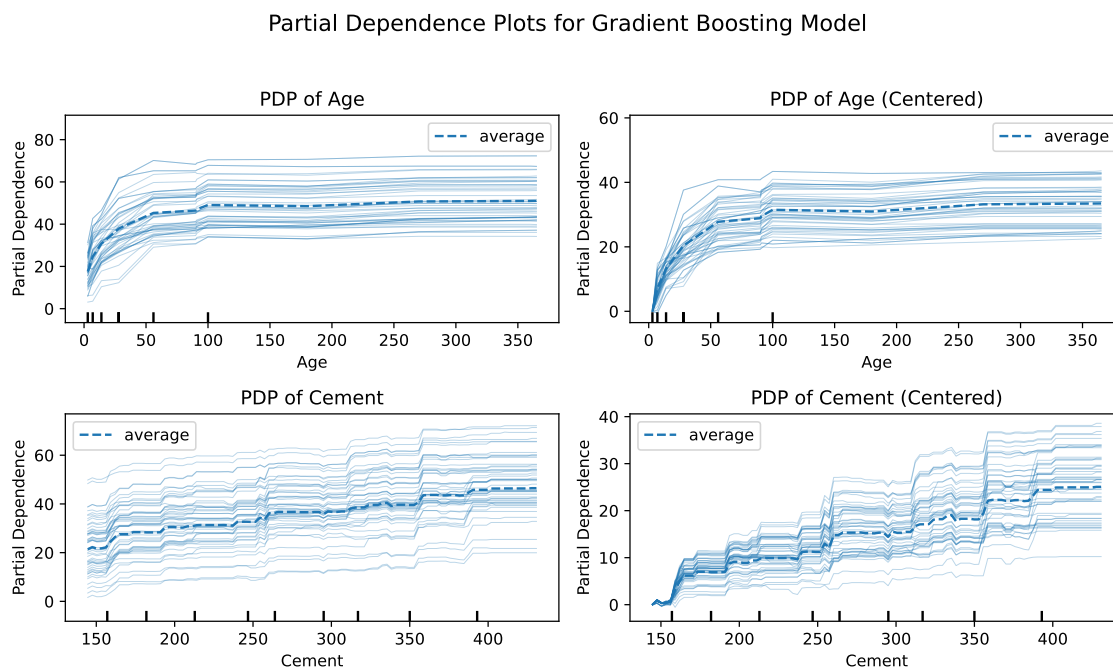 Partial Dependence Plots for Gradient Boosting Model
PDP of Age
Partial Dependence
80
60
40
20
0
average
0 50 100 150 200 250 300 350
Age
PDP of Age (Centered)
Partial Dependence
60
40
20
0
average
0 50 100 150 200 250 300 350
Age
PDP of Cement
Partial Dependence
60
40
20
0
average
150 200 250 300 350 400
Cement
PDP of Cement (Centered)
Partial Dependence
40
30
20
10
0
average
150 200 250 300 350 400
Cement